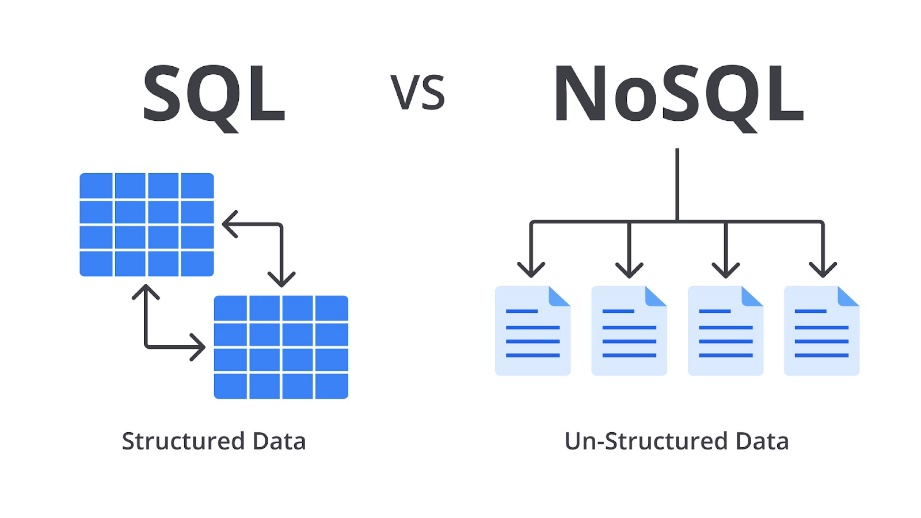 SQL vs NoSQL
Structured Data
Un-Structured Data